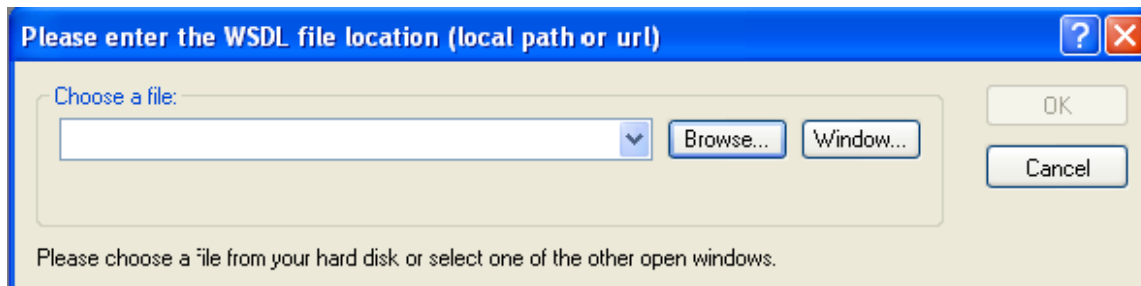 Please enter the WSDL file location (local path or url)
Choose a file:
Browse...
Window...
OK
Cancel
Please choose a file from your hard disk or select one of the other open windows.